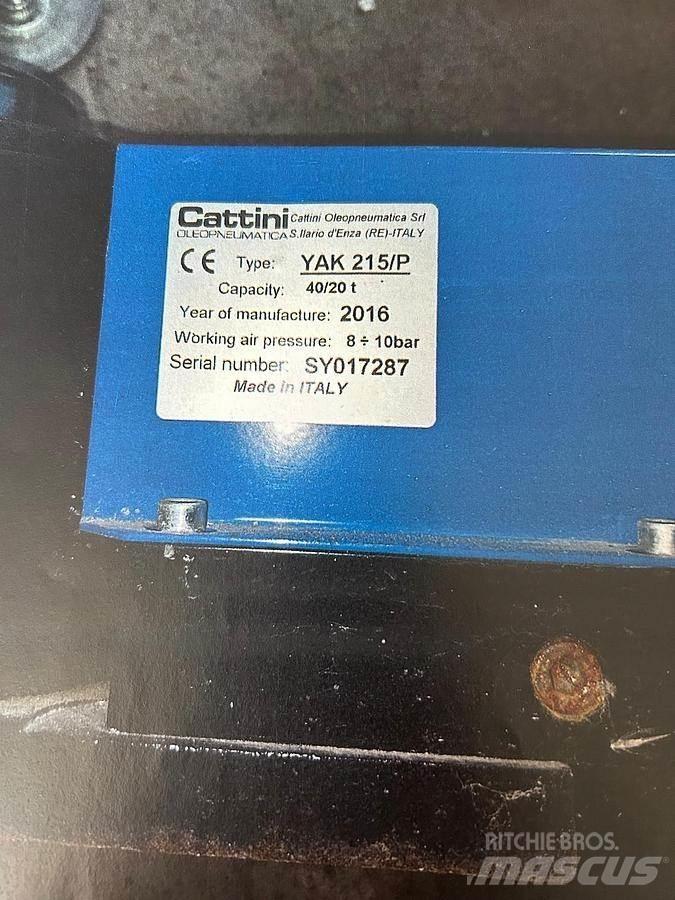 Cattini Cattini Oleopneumatica Srl
OLEOPNEUMATICA S.Ilario d'Enza (RE)-ITALY
CE Type: YAK 215/P
Capacity: 40/20 t
Year of manufacture: 2016
Working air pressure: 8 ÷ 10bar
Serial number: SY017287
Made in ITALY
RITCHIE BROS.
MASCUS